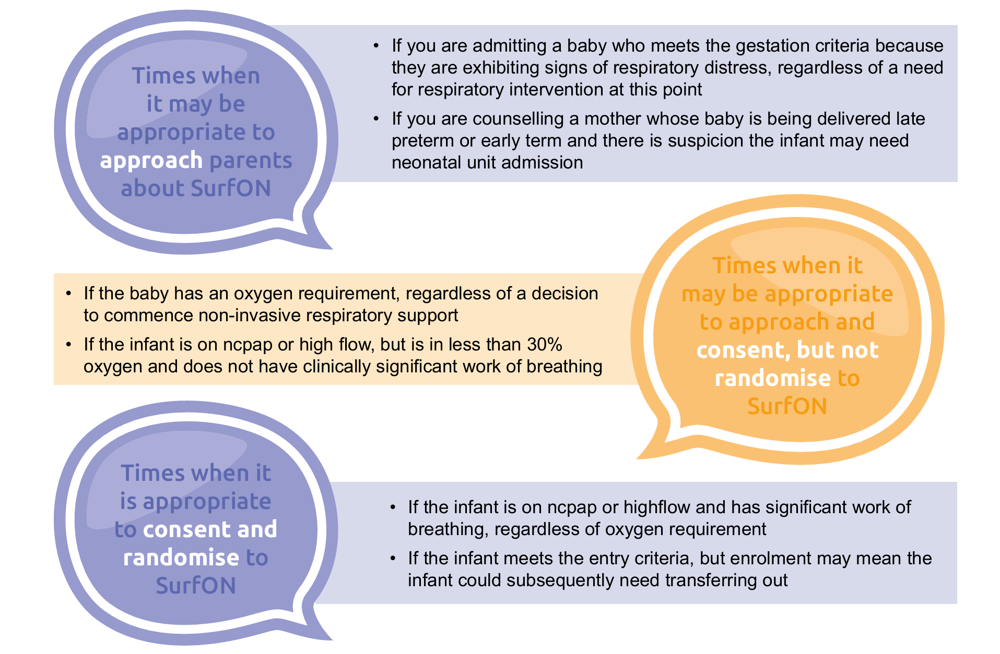 Times when
it may be
appropriate to
approach parents
about SurfON
• If you are admitting a baby who meets the gestation criteria because
they are exhibiting signs of respiratory distress, regardless of a need
for respiratory intervention at this point
• If you are counselling a mother whose baby is being delivered late
preterm or early term and there is suspicion the infant may need
neonatal unit admission
Times when it
may be appropriate
to approach and
consent, but not
randomise to
SurfON
• If the baby has an oxygen requirement, regardless of a decision
to commence non-invasive respiratory support
• If the infant is on ncpap or high flow, but is in less than 30%
oxygen and does not have clinically significant work of breathing
Times when it
is appropriate
to consent and
randomise to
SurfON
• If the infant is on ncpap or highflow and has significant work of
breathing, regardless of oxygen requirement
• If the infant meets the entry criteria, but enrolment may mean the
infant could subsequently need transferring out